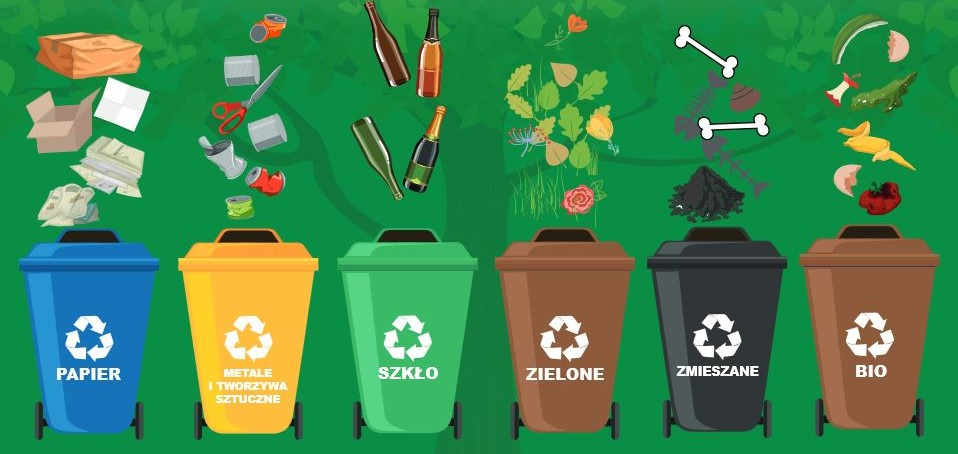 PAPIER
METALE
I TWORZYWA
SZTUCZNE
SZKŁO
ZIELONE
ZMIESZANE
BIO